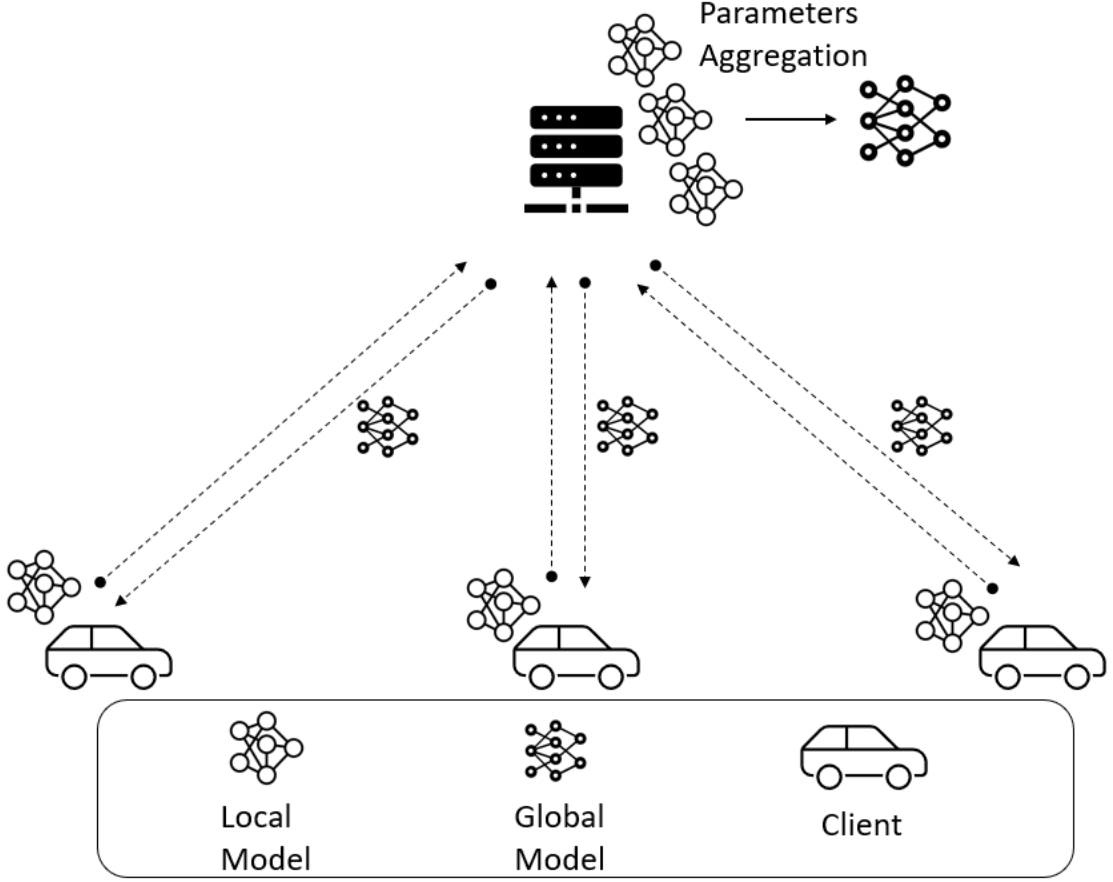 Parameters
Aggregation
Local
Model
Global
Model
Client